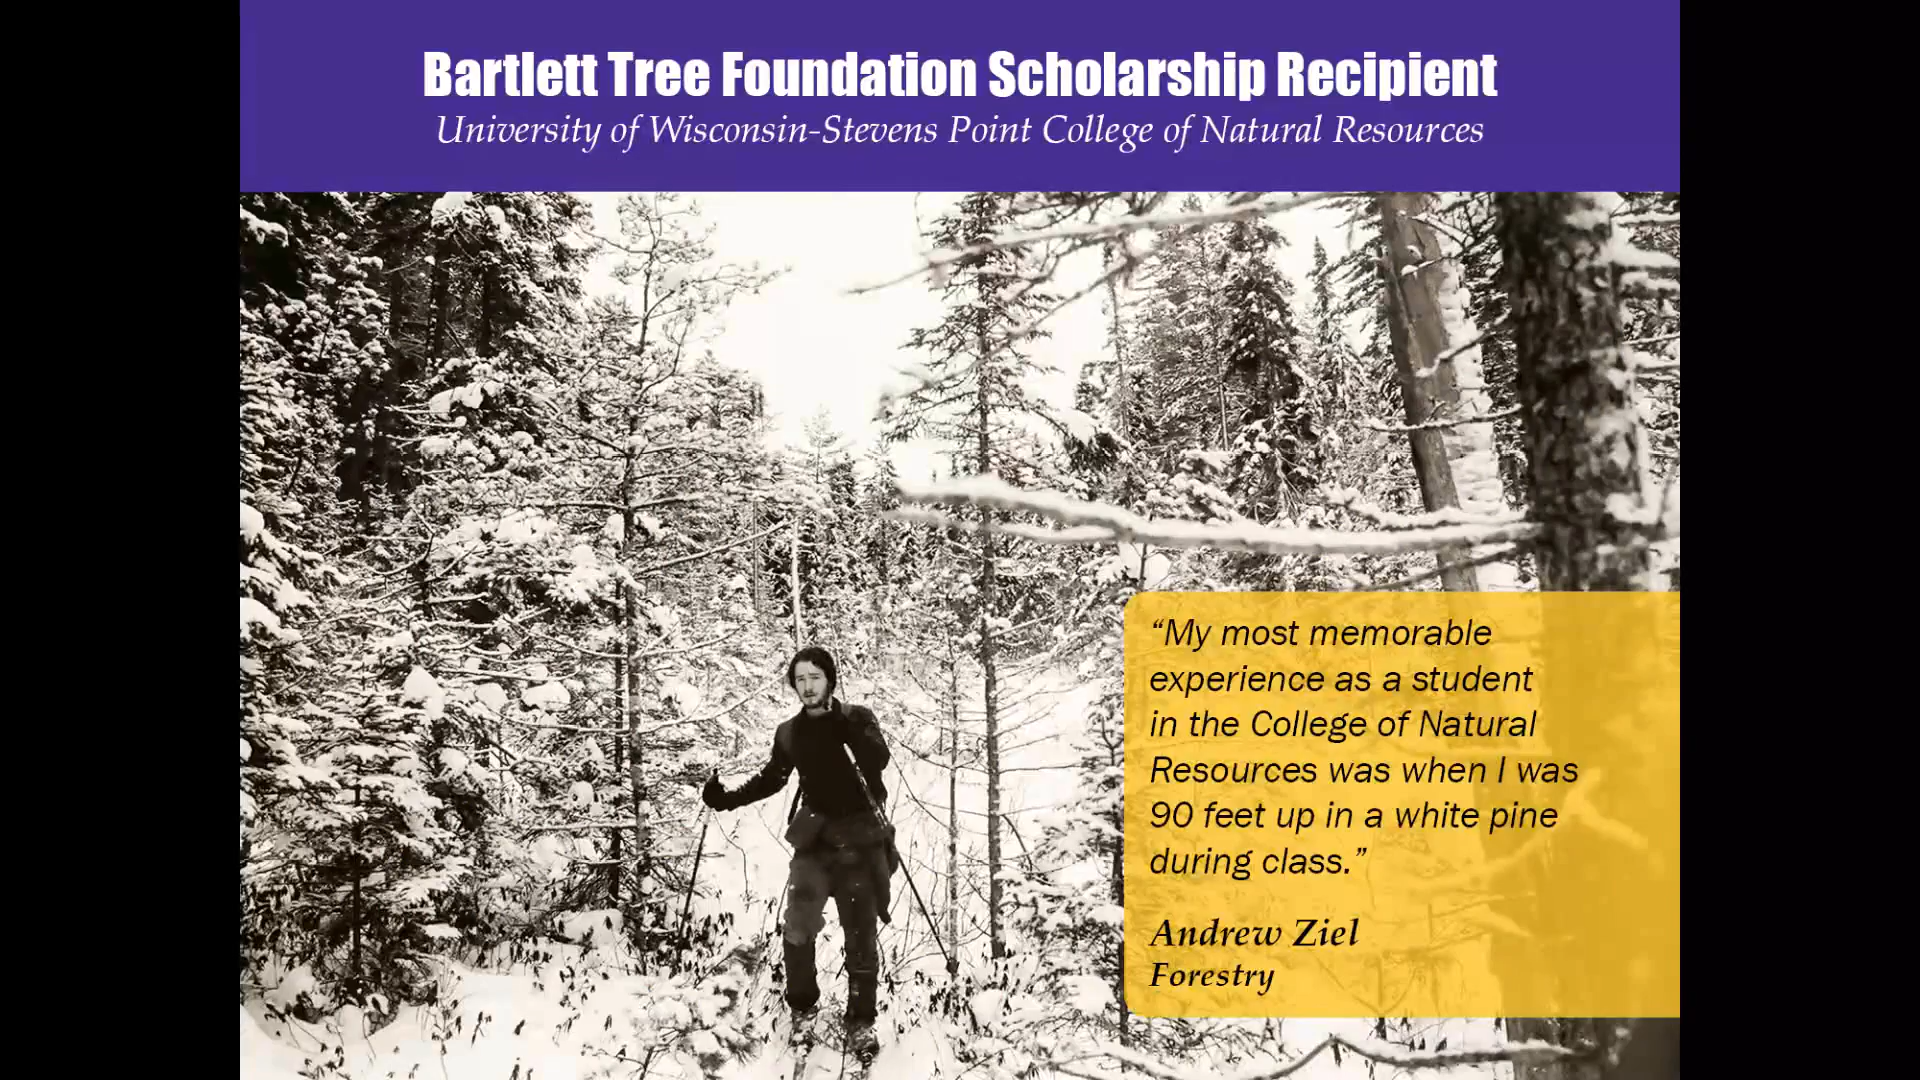 Bartlett Tree Foundation Scholarship Recipient
University of Wisconsin-Stevens Point College of Natural Resources
“My most memorable
experience as a student
in the College of Natural
Resources was when I was
90 feet up in a white pine
during class.”
Andrew Ziel
Forestry